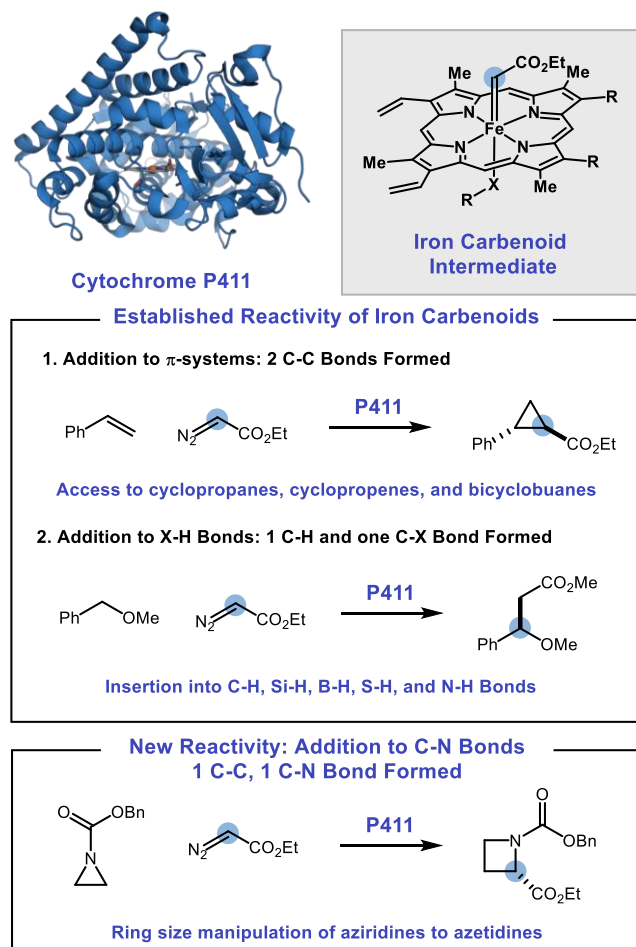 Cytochrome P411
CO₂Et
Me
Me
R
N
N
Fe
N
N
Me
Me
R
X
R
Iron Carbenoid
Intermediate
Established Reactivity of Iron Carbenoids
1. Addition to π-systems: 2 C-C Bonds Formed
Ph
N₂
CO₂Et
P411
Ph
CO₂Et
Access to cyclopropanes, cyclopropenes, and bicyclobuanes
2. Addition to X-H Bonds: 1 C-H and one C-X Bond Formed
Ph
OMe
N₂
CO₂Et
P411
CO₂Me
Ph
OMe
Insertion into C-H, Si-H, B-H, S-H, and N-H Bonds
New Reactivity: Addition to C-N Bonds
1 C-C, 1 C-N Bond Formed
O
OBn
N
N₂
CO₂Et
P411
O
N
OBn
CO₂Et
Ring size manipulation of aziridines to azetidines